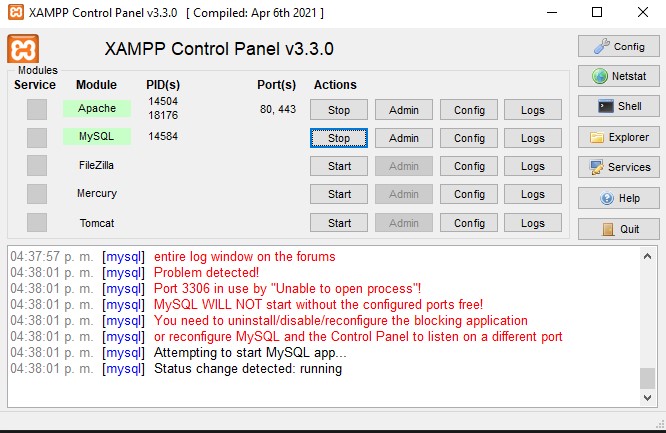 XAMPP Control Panel v3.3.0 [ Compiled: Apr 6th 2021 ]
XAMPP Control Panel v3.3.0
Config
Modules
Service Module PID(s) Port(s) Actions
Netstat
Apache 14504 18176 80, 443 Stop Admin Config Logs
Shell
MySQL 14584 Stop Admin Config Logs
Explorer
FileZilla Start Admin Config Logs
Services
Mercury Start Admin Config Logs
Help
Tomcat Start Admin Config Logs
Quit
04:37:57 p. m. [mysql] entire log window on the forums
04:38:01 p. m. [mysql] Problem detected!
04:38:01 p. m. [mysql] Port 3306 in use by "Unable to open process"!
04:38:01 p. m. [mysql] MySQL WILL NOT start without the configured ports free!
04:38:01 p. m. [mysql] You need to uninstall/disable/reconfigure the blocking application
04:38:01 p. m. [mysql] or reconfigure MySQL and the Control Panel to listen on a different port
04:38:01 p. m. [mysql] Attempting to start MySQL app...
04:38:01 p. m. [mysql] Status change detected: running